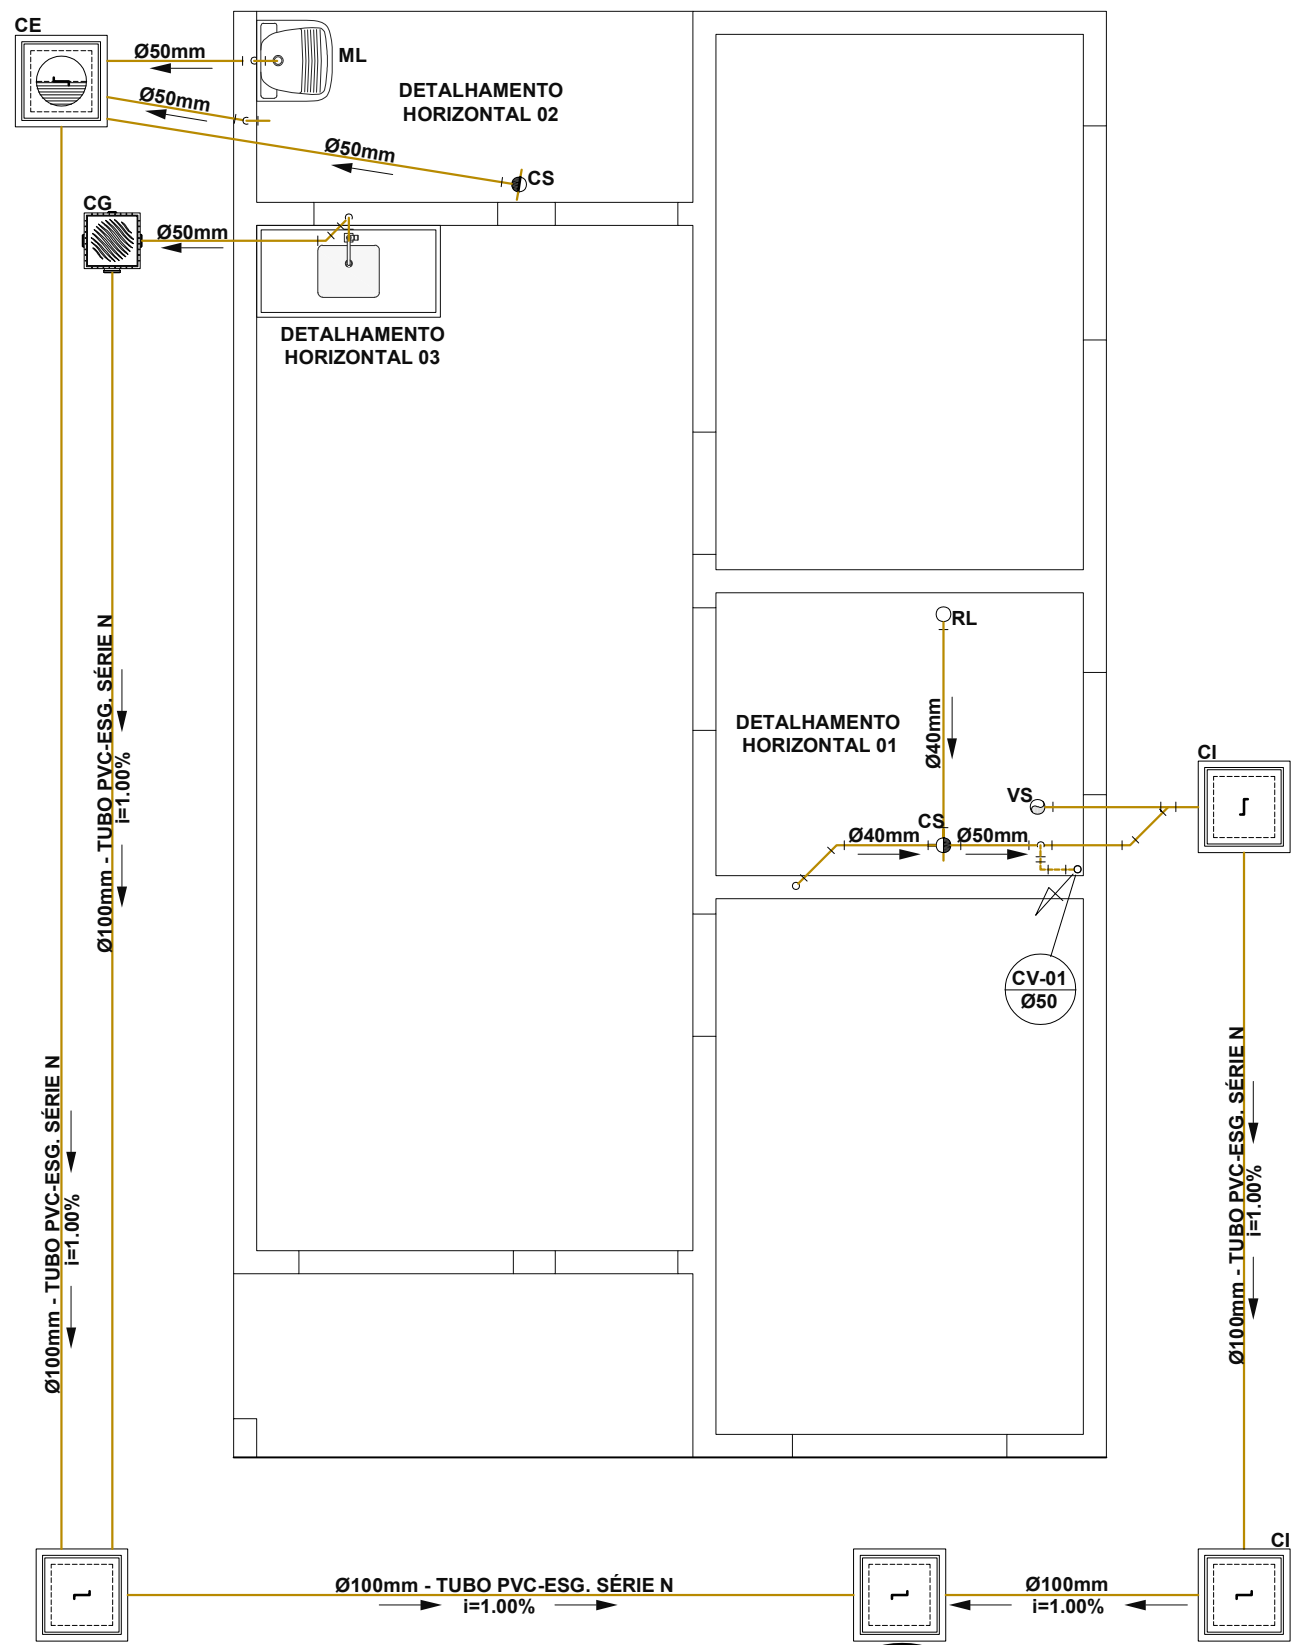 CE
Ø50mm
ML
DETALHAMENTO
HORIZONTAL 02
Ø50mm
Ø50mm
CS
CG
Ø50mm
DETALHAMENTO
HORIZONTAL 03
Ø100mm - TUBO PVC-ESG. SÉRIE N
i=1.00%
RL
DETALHAMENTO
HORIZONTAL 01
Ø40mm
CI
VS
CS
Ø40mm
Ø50mm
CV-01
Ø50
Ø100mm - TUBO PVC-ESG. SÉRIE N
i=1.00%
Ø100mm - TUBO PVC-ESG. SÉRIE N
i=1.00%
CI
Ø100mm - TUBO PVC-ESG. SÉRIE N
i=1.00%
Ø100mm
i=1.00%